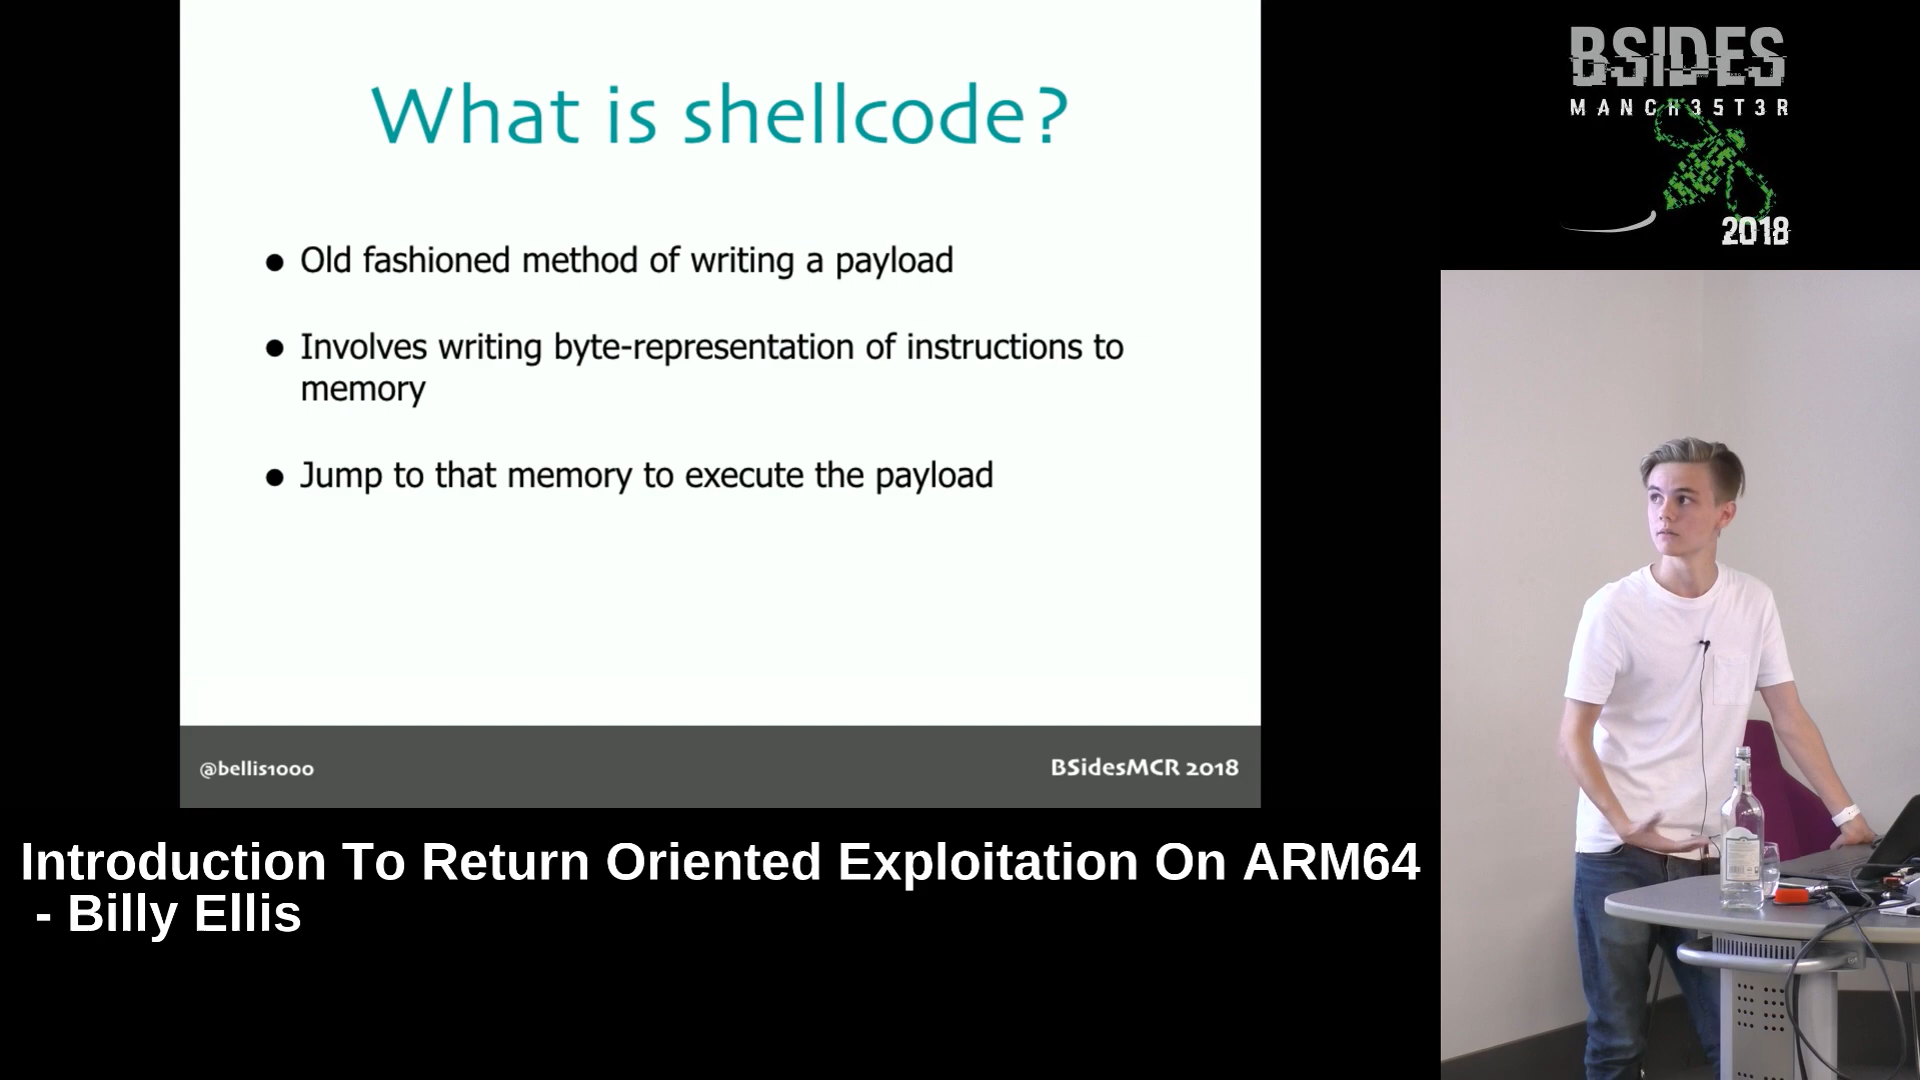 What is shellcode?
● Old fashioned method of writing a payload
● Involves writing byte-representation of instructions to
memory
● Jump to that memory to execute the payload
@bellis1000
BSidesMCR 2018
Introduction To Return Oriented Exploitation On ARM64
- Billy Ellis
BSIDES
MANCH35T3R
2018